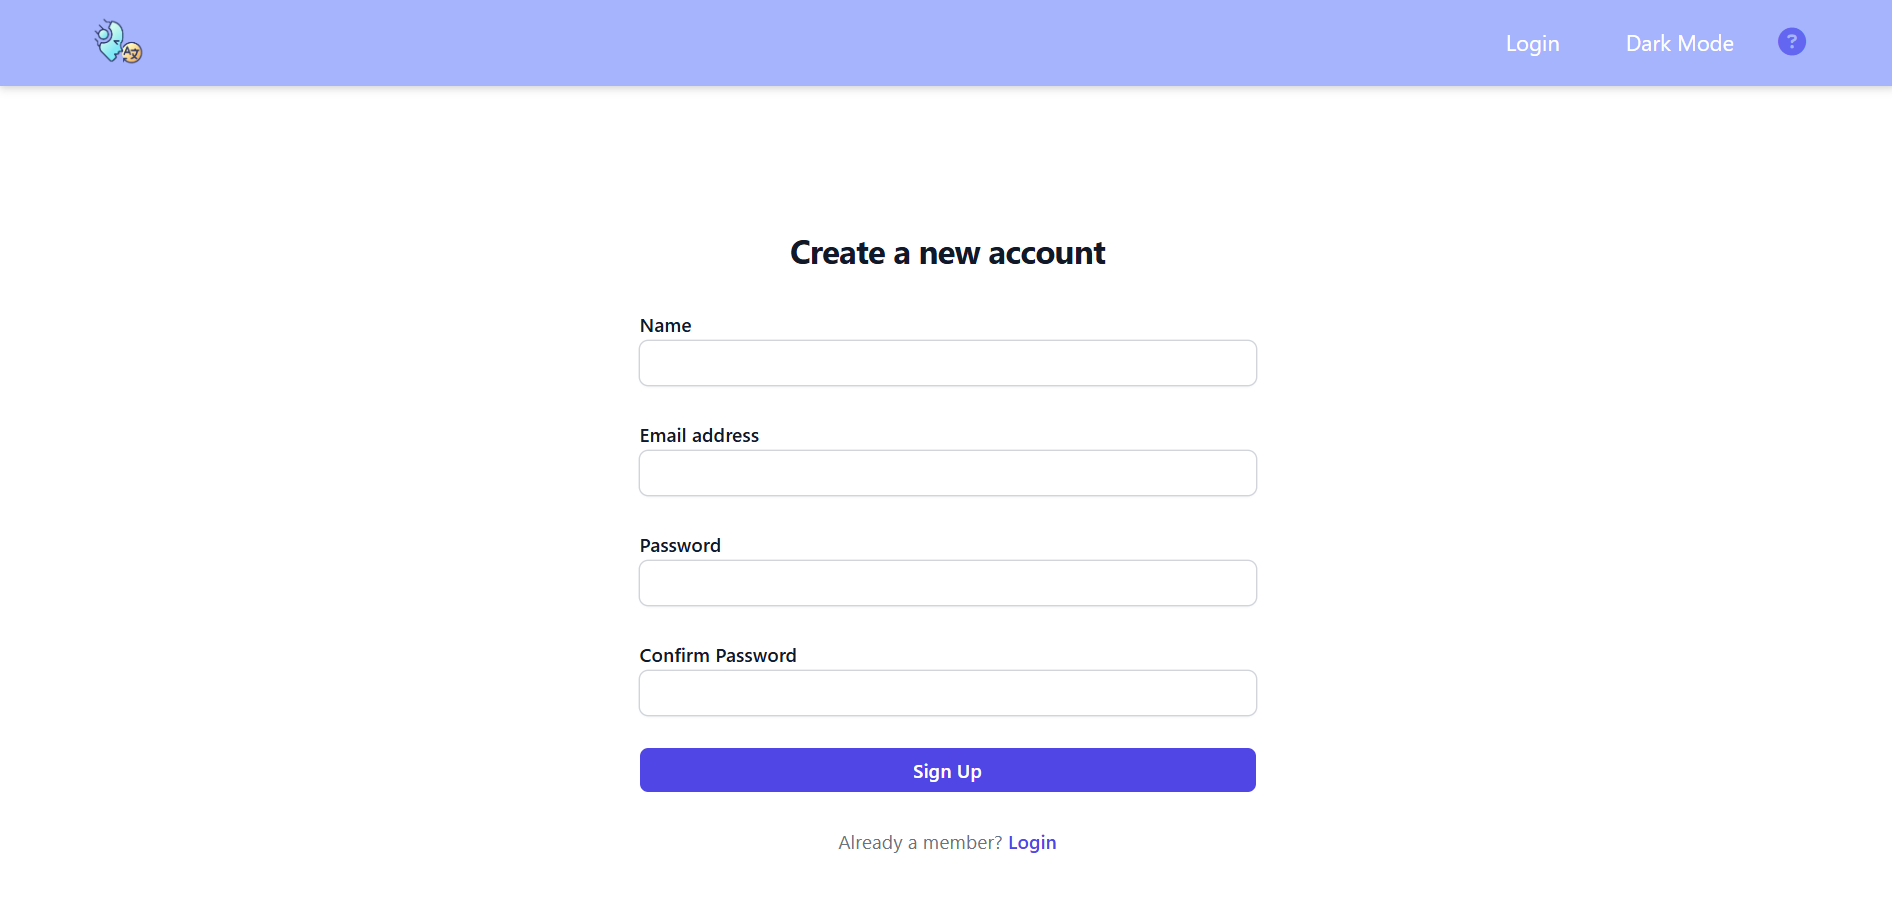 Login
Dark Mode
?
Create a new account
Name
Email address
Password
Confirm Password
Sign Up
Already a member? Login